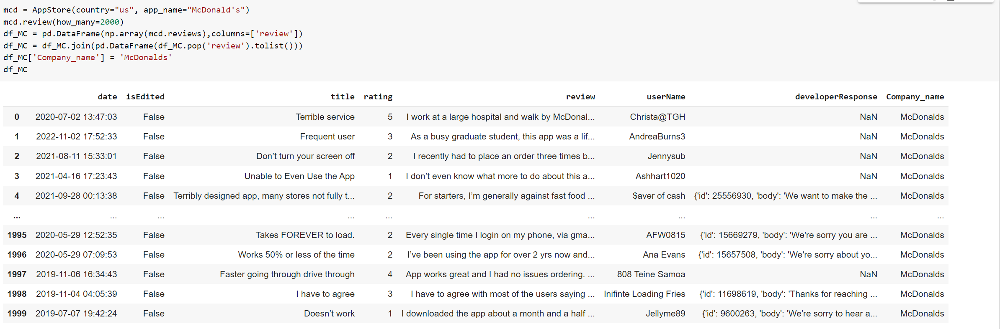 mcd = AppStore(country="us", app_name="McDonald's")
mcd.review(how_many=2000)
df_MC = pd.DataFrame(np.array(mcd.reviews),columns=['review'])
df_MC = df_MC.join(pd.DataFrame(df_MC.pop('review').tolist()))
df_MC['Company_name'] = 'McDonalds'
df_MC
date isEdited title rating review userName developerResponse Company_name
0 2020-07-02 13:47:03 False Terrible service 5 I work at a large hospital and walk by McDonal... Christa@TGH NaN McDonalds
1 2022-11-02 17:52:33 False Frequent user 3 As a busy graduate student, this app was a lif... AndreaBurns3 NaN McDonalds
2 2021-08-11 15:33:01 False Don’t turn your screen off 2 I recently had to place an order three times b... Jennysub NaN McDonalds
3 2021-04-16 17:23:43 False Unable to Even Use the App 1 I don’t even know what more to do about this a... Ashhart1020 NaN McDonalds
4 2021-09-28 00:13:38 False Terribly designed app, many stores not fully t... 2 For starters, I’m generally against fast food ... $aver of cash {'id': 25556930, 'body': 'We want to make the ... McDonalds
... ... ... ... ... ... ... ... ...
1995 2020-05-29 12:52:35 False Takes FOREVER to load. 2 Every single time I login on my phone, via gma... AFW0815 {'id': 15669279, 'body': 'We're sorry you are ... McDonalds
1996 2020-05-29 07:09:53 False Works 50% or less of the time 2 I’ve been using the app for over 2 yrs now and... Ana Evans {'id': 15657508, 'body': 'We're sorry about yo... McDonalds
1997 2019-11-06 16:34:43 False Faster going through drive through 4 App works great and I had no issues ordering. ... 808 Teine Samoa NaN McDonalds
1998 2019-11-04 04:05:39 False I have to agree 3 I have to agree with most of the users saying ... Inifinte Loading Fries {'id': 11698619, 'body': 'Thanks for reaching ... McDonalds
1999 2019-07-07 19:42:24 False Doesn’t work 1 I downloaded the app about a month and a half ... Jellyme89 {'id': 9600263, 'body': 'We're sorry to hear a... McDonalds